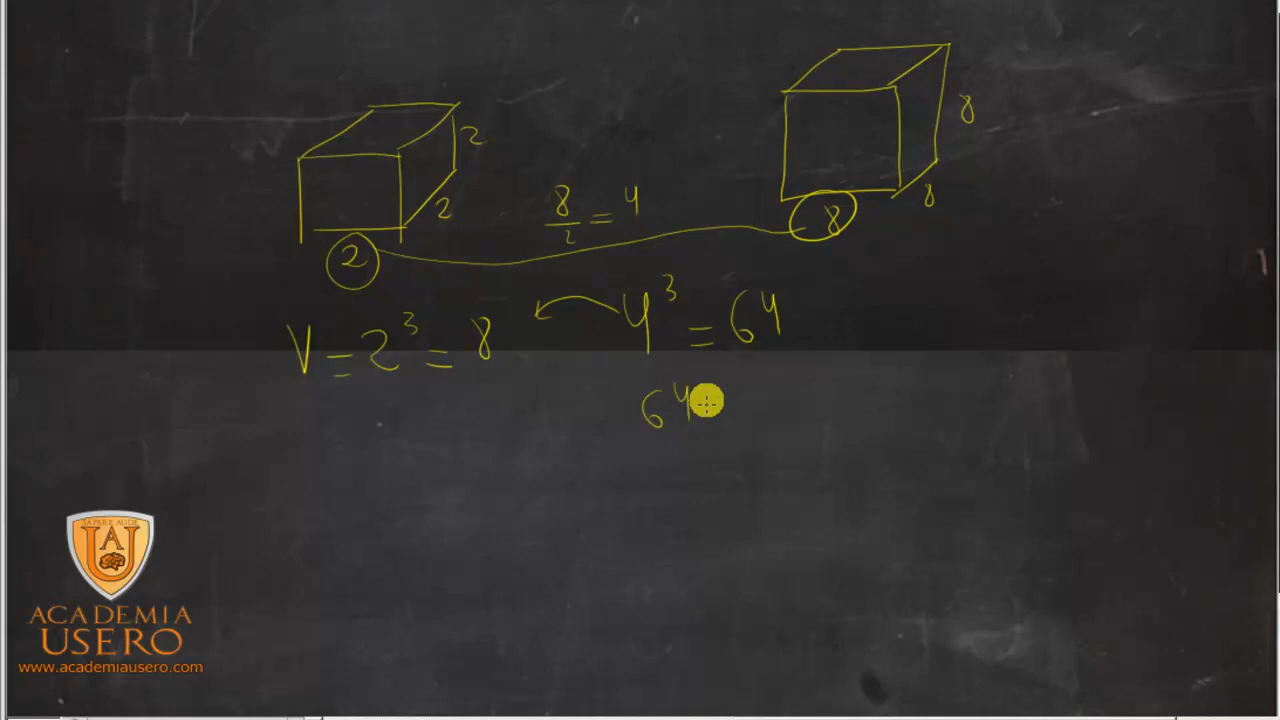 2
8
2
8/2 = 4
8
2
8
V = 2³ = 8
4³ = 64
64
SAPERE AUDE
UA
ACADEMIA
USERO
www.academiausero.com